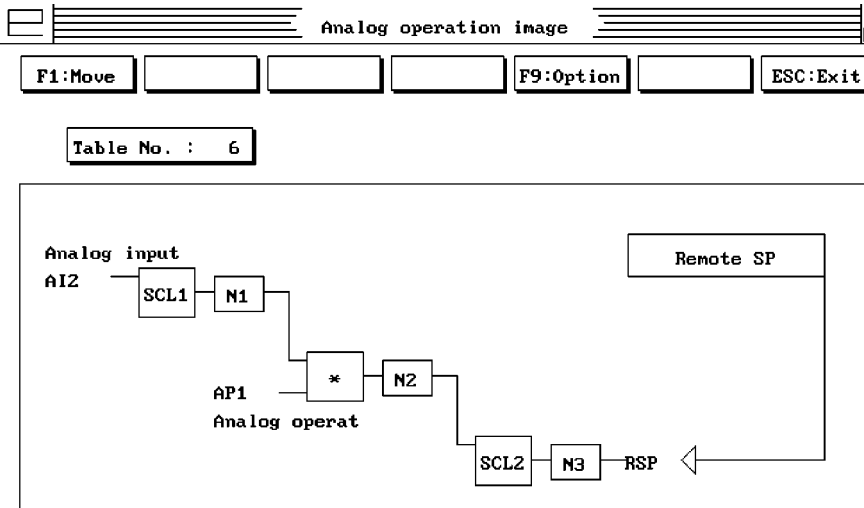 Analog operation image
F1:Move F9:Option ESC:Exit
Table No. : 6
Analog input
AI2
SCL1
N1
Remote SP
AP1
*
N2
Analog operat
SCL2
N3
RSP